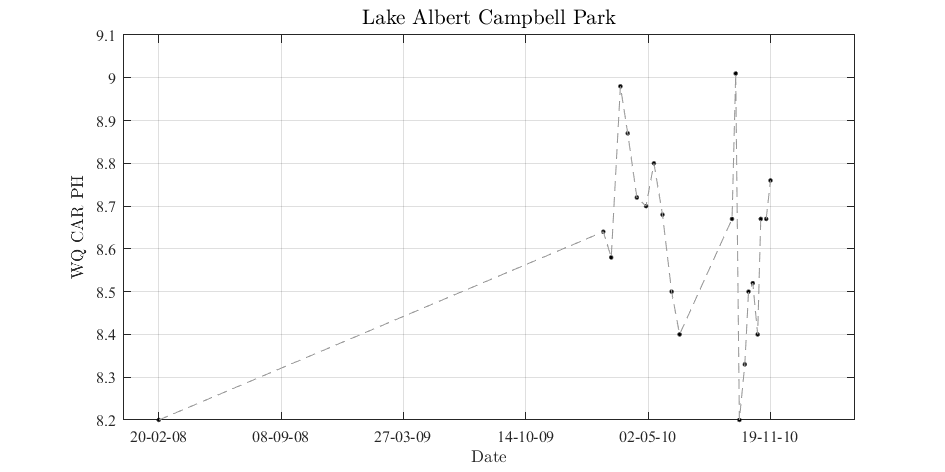 Lake Albert Campbell Park
9.1
9
8.9
8.8
8.7
8.6
8.5
8.4
8.3
8.2
WQ CAR PH
20-02-08 08-09-08 27-03-09 14-10-09 02-05-10 19-11-10
Date